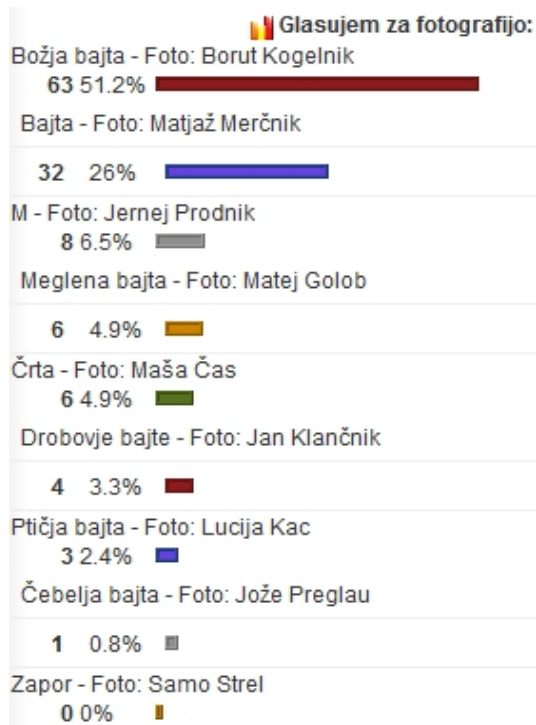 Glasujem za fotografijo:
Božja bajta - Foto: Borut Kogelnik
63 51.2%
Bajta - Foto: Matjaž Merčnik
32 26%
M - Foto: Jernej Prodnik
8 6.5%
Meglena bajta - Foto: Matej Golob
6 4.9%
Črta - Foto: Maša Čas
6 4.9%
Drobovje bajte - Foto: Jan Klančnik
4 3.3%
Ptičja bajta - Foto: Lucija Kac
3 2.4%
Čebelja bajta - Foto: Jože Preglau
1 0.8%
Zapor - Foto: Samo Strel
0 0%